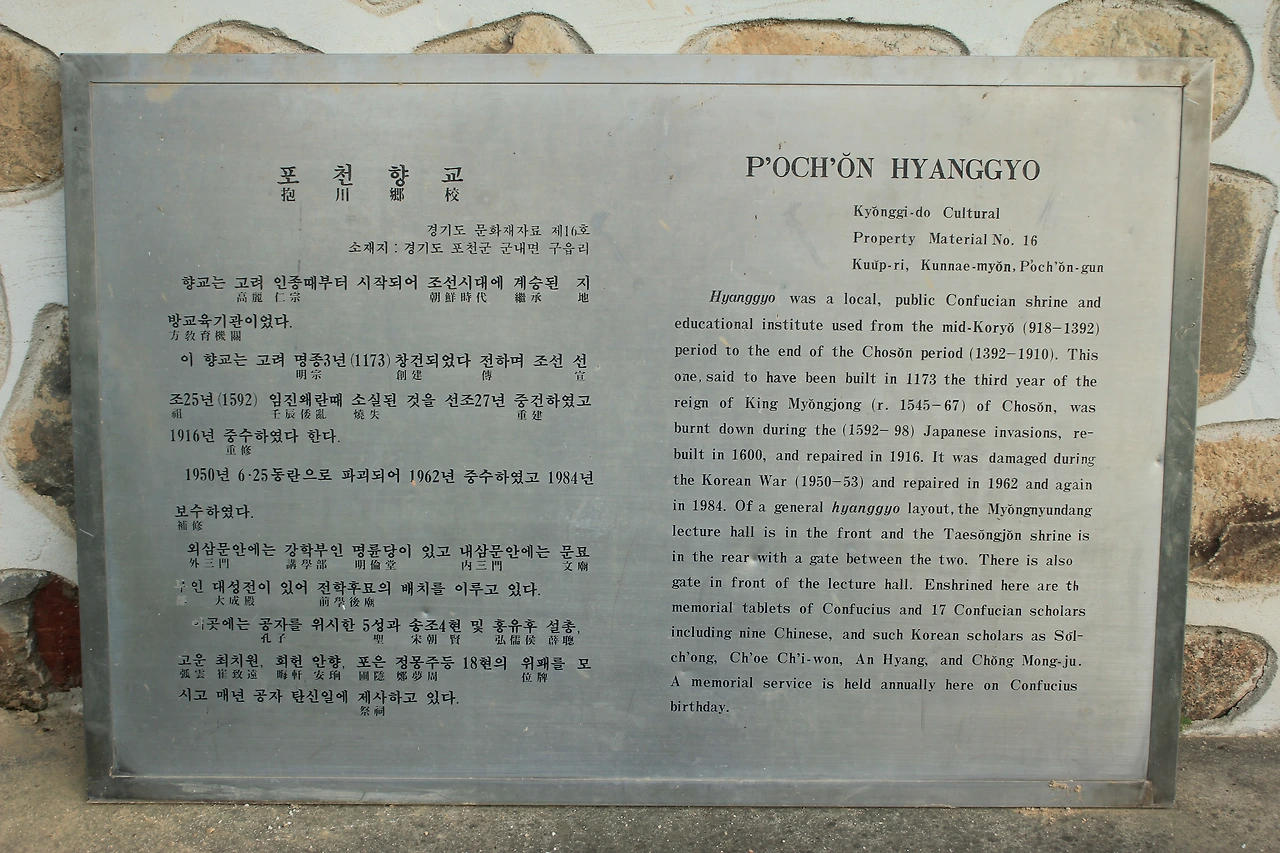 포 천 향 교
抱 川 鄕 校
경기도 문화재자료 제16호
소재지 : 경기도 포천군 군내면 구읍리
향교는 고려 인종때부터 시작되어 조선시대에 계승된 지
高麗 仁宗 朝鮮時代 繼承 地
방교육기관이었다.
方敎育機關
이 향교는 고려 명종3년(1173) 창건되었다 전하며 조선 선
明宗 創建 傳 宣
조25년(1592) 임진왜란때 소실된 것을 선조27년 중건하였고
祖 壬辰倭亂 燒失 重建
1916년 중수하였다 한다.
重修
1950년 6·25동란으로 파괴되어 1962년 중수하였고 1984년
보수하였다.
補修
외삼문안에는 강학부인 명륜당이 있고 내삼문안에는 문묘
外三門 講學部 明倫堂 内三門 文廟
인 대성전이 있어 전학후묘의 배치를 이루고 있다.
大成殿 前學後廟
이곳에는 공자를 위시한 5성과 송조4현 및 홍유후 설총,
孔子 聖 宋朝 賢 弘儒侯 薛聰
고운 최치원, 회헌 안향, 포은 정몽주등 18현의 위패를 모
崔致遠 晦軒 安珦 圃隱 鄭夢周 位牌
시고 매년 공자 탄신일에 제사하고 있다.
祭祠
P'OCH'ŎN HYANGGYO
Kyŏnggi-do Cultural
Property Material No. 16
Kuŭp-ri, Kunnae-myŏn, P'och'ŏn-gun
Hyanggyo was a local, public Confucian shrine and
educational institute used from the mid-Koryŏ (918-1392)
period to the end of the Chosŏn period (1392-1910). This
one, said to have been built in 1173 the third year of the
reign of King Myŏngjong (r. 1545-67) of Chosŏn, was
burnt down during the (1592-98) Japanese invasions, re-
built in 1600, and repaired in 1916. It was damaged during
the Korean War (1950-53) and repaired in 1962 and again
in 1984. Of a general hyanggyo layout, the Myŏngnyundang
lecture hall is in the front and the Taesŏngjŏn shrine is
in the rear with a gate between the two. There is also
gate in front of the lecture hall. Enshrined here are th
memorial tablets of Confucius and 17 Confucian scholars
including nine Chinese, and such Korean scholars as Sŏl-
ch'ong, Ch'oe Ch'i-won, An Hyang, and Chŏng Mong-ju.
A memorial service is held annually here on Confucius
birthday.